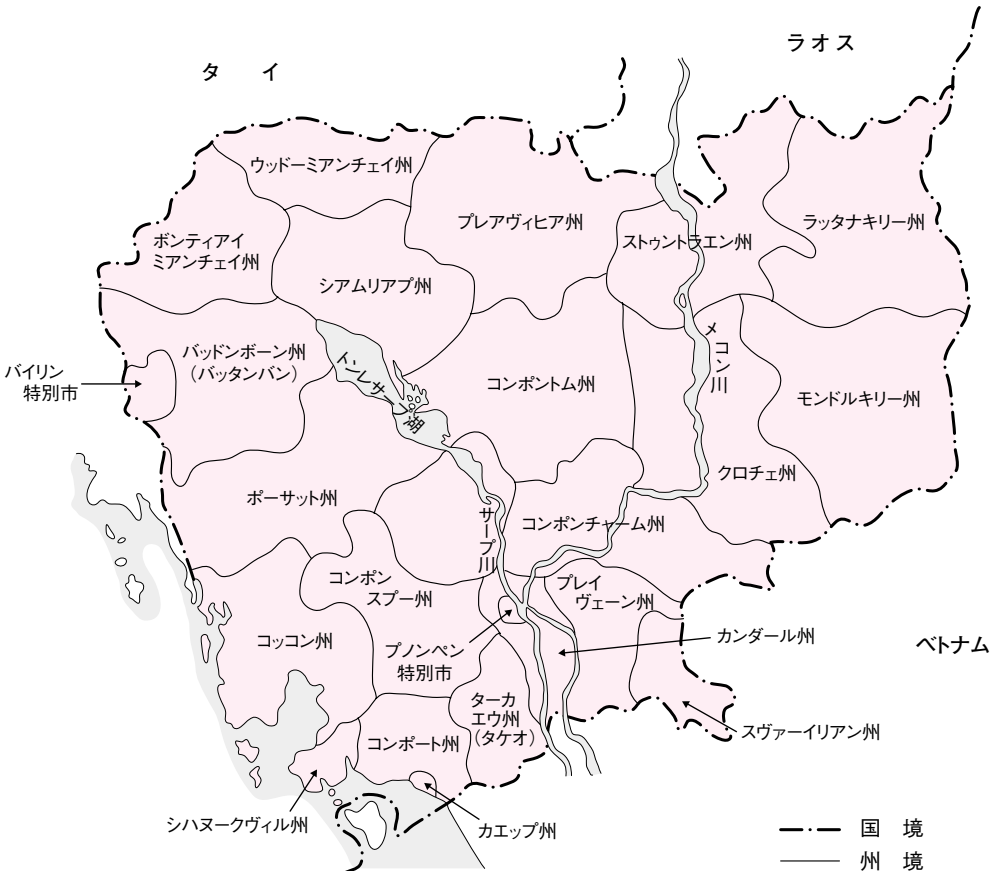 ラオス
タイ
ウッドーミアンチェイ州
プレアヴィヒア州
ラッタナキリー州
ストゥントラエン州
ボンティアイ
ミアンチェイ州
シアムリアプ州
メコン川
バッドンボーン州
（バッタンバン）
トンレサープ湖
バイリン
特別市
コンポントム州
モンドルキリー州
クロチェ州
ポーサット州
サープ川
コンポンチャーム州
コンポン
スプー州
プレイ
ヴェーン州
コッコン州
プノンペン
特別市
カンダール州
ベトナム
ターカ
エウ州
（タケオ）
コンポート州
スヴァーイリアン州
シハヌークヴィル州
カエップ州
国境
州境